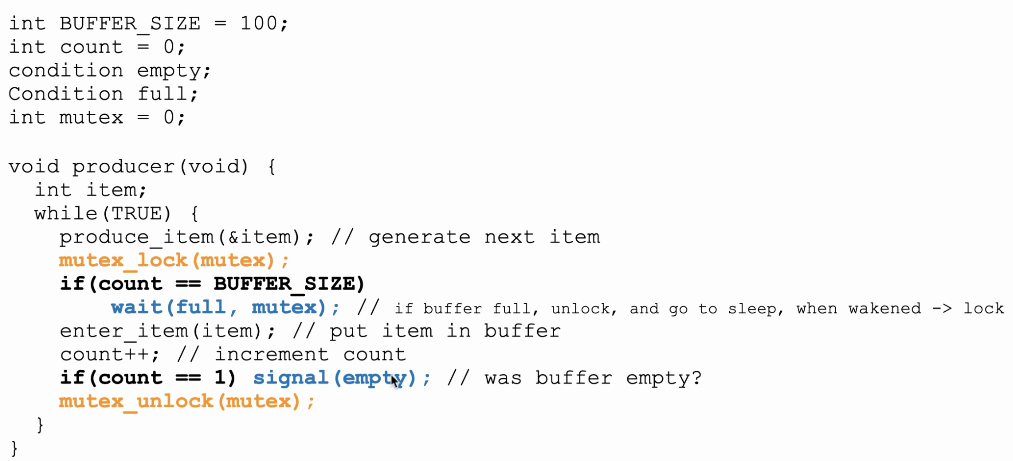 int BUFFER_SIZE = 100;
int count = 0;
condition empty;
Condition full;
int mutex = 0;
void producer(void) {
int item;
while(TRUE) {
produce_item(&item); // generate next item
mutex_lock(mutex);
if(count == BUFFER_SIZE)
wait(full, mutex); // if buffer full, unlock, and go to sleep, when wakened -> lock
enter_item(item); // put item in buffer
count++; // increment count
if(count == 1) signal(empty); // was buffer empty?
mutex_unlock(mutex);
}
}